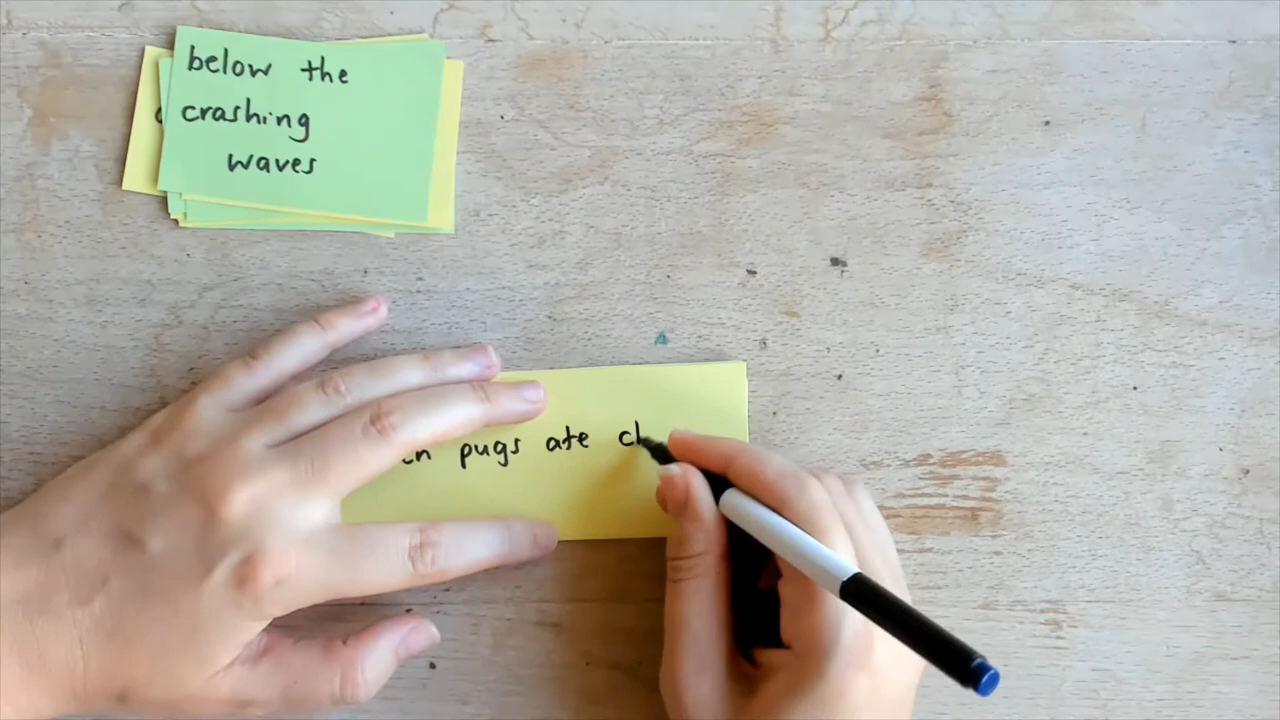 below the
crashing
waves
pugs ate